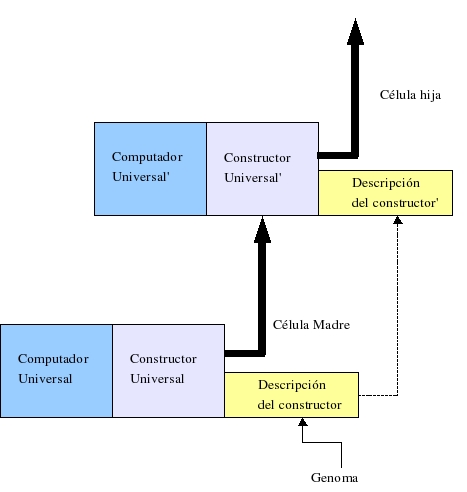 Célula hija
Computador
Universal'
Constructor
Universal'
Descripción
del constructor'
Célula Madre
Computador
Universal
Constructor
Universal
Descripción
del constructor
Genoma